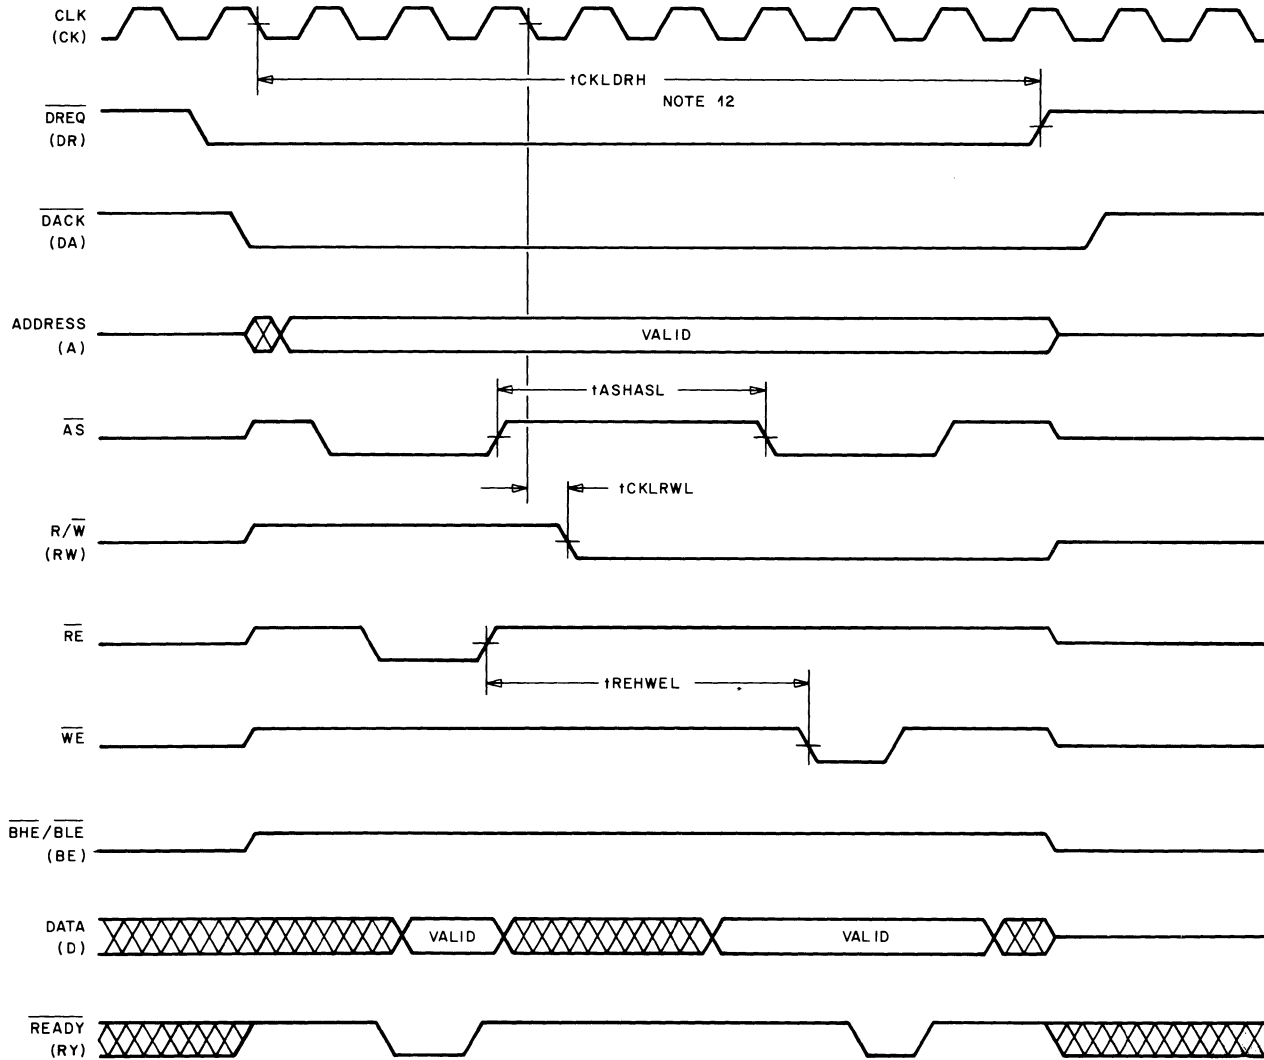 CLK
(CK)
tCKLDRH
NOTE 12
DREQ
(DR)
DACK
(DA)
ADDRESS
(A)
VALID
tASHASL
AS
tCKLRWL
R/W
(RW)
RE
tREHWEL
WE
BHE/BLE
(BE)
DATA
(D)
VALID
VALID
READY
(RY)